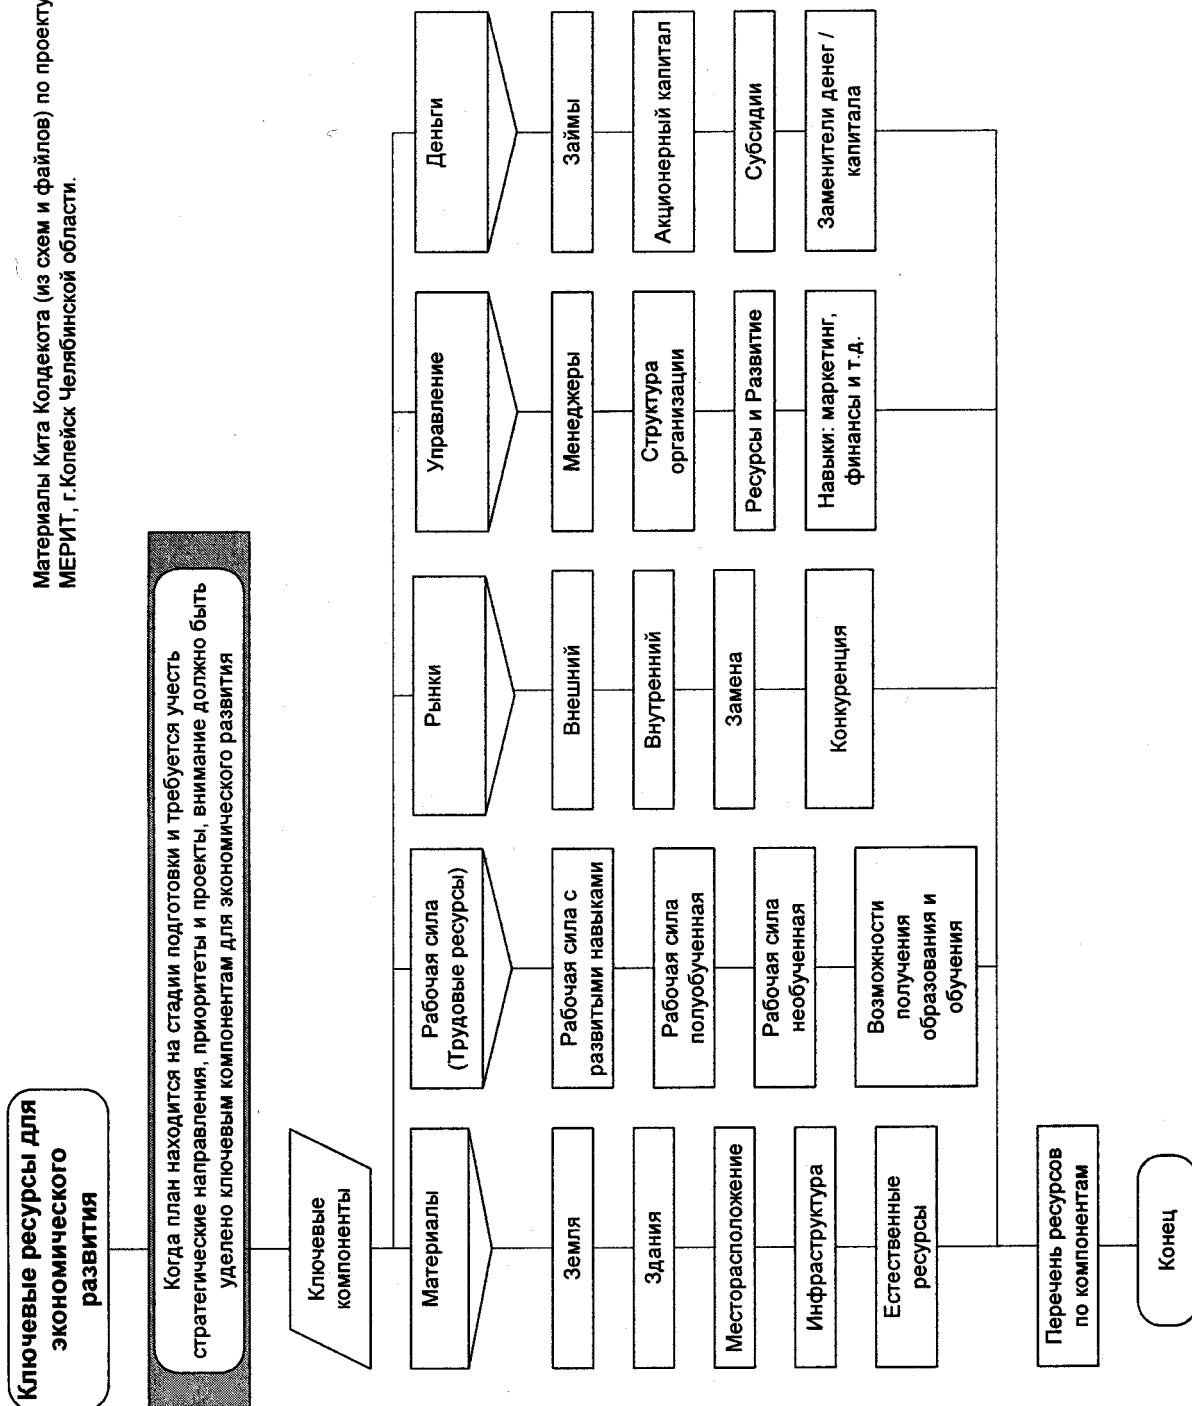 Материалы Кита Колдекота (из схем и файлов) по проекту
МЕРИТ, г.Копейск Челябинской области.
Ключевые ресурсы для
экономического
развития
Когда план находится на стадии подготовки и требуется учесть
стратегические направления, приоритеты и проекты, внимание должно быть
уделено ключевым компонентам для экономического развития
Ключевые
компоненты
Материалы
Земля
Здания
Месторасположение
Инфраструктура
Естественные
ресурсы
Рабочая сила
(Трудовые ресурсы)
Рабочая сила с
развитыми навыками
Рабочая сила
полуобученная
Рабочая сила
необученная
Возможности
получения
образования и
обучения
Рынки
Внешний
Внутренний
Замена
Конкуренция
Управление
Менеджеры
Структура
организации
Ресурсы и Развитие
Навыки: маркетинг,
финансы и т.д.
Деньги
Займы
Акционерный капитал
Субсидии
Заменители денег /
капитала
Перечень ресурсов
по компонентам
Конец